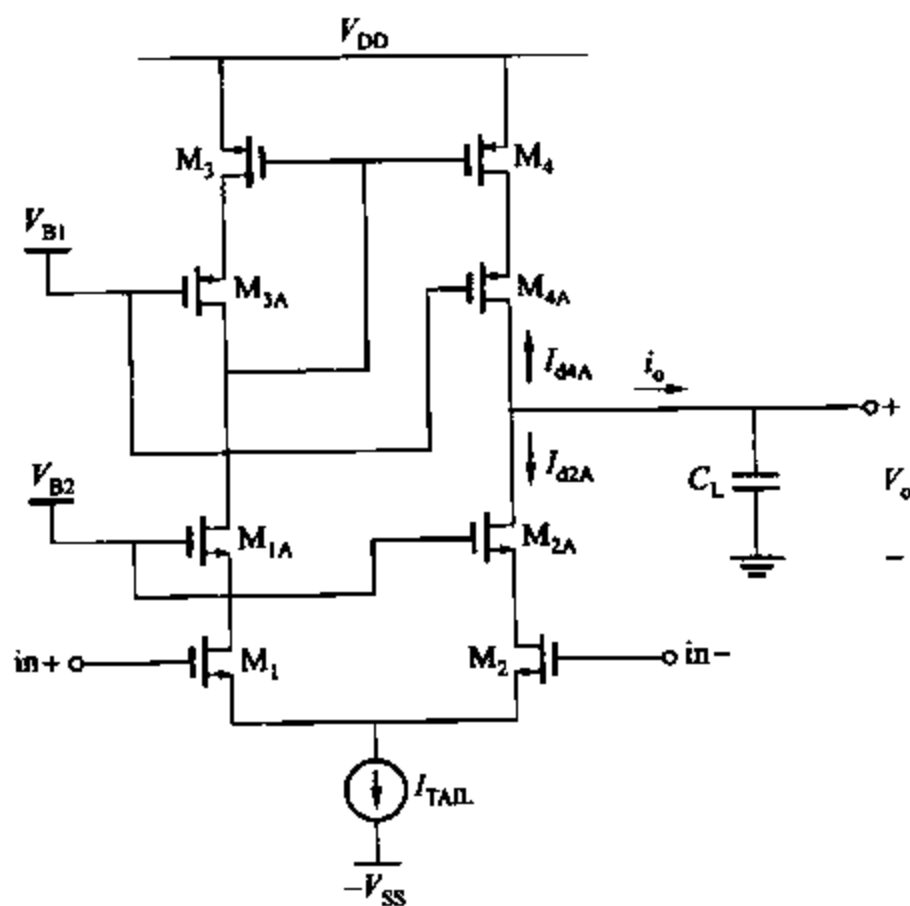 V_DD
M_3
M_4
V_B1
M_3A
M_4A
I_d4A
i_o
+
V_B2
I_d2A
C_L
V_o
M_1A
M_2A
−
in+
M_1
M_2
in−
I_TAIL
−V_SS